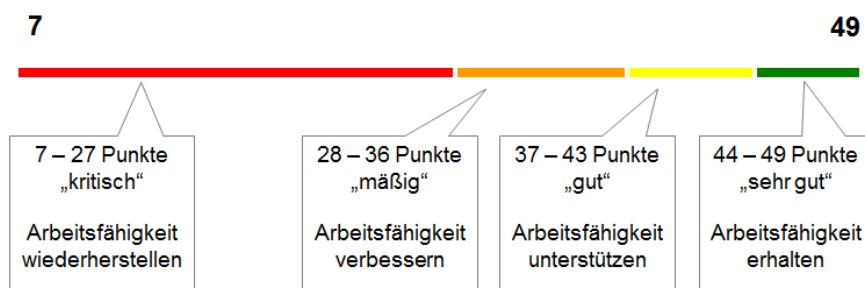 7
49
7 – 27 Punkte
„kritisch“
Arbeitsfähigkeit
wiederherstellen
28 – 36 Punkte
„mäßig“
Arbeitsfähigkeit
verbessern
37 – 43 Punkte
„gut“
Arbeitsfähigkeit
unterstützen
44 – 49 Punkte
„sehr gut“
Arbeitsfähigkeit
erhalten